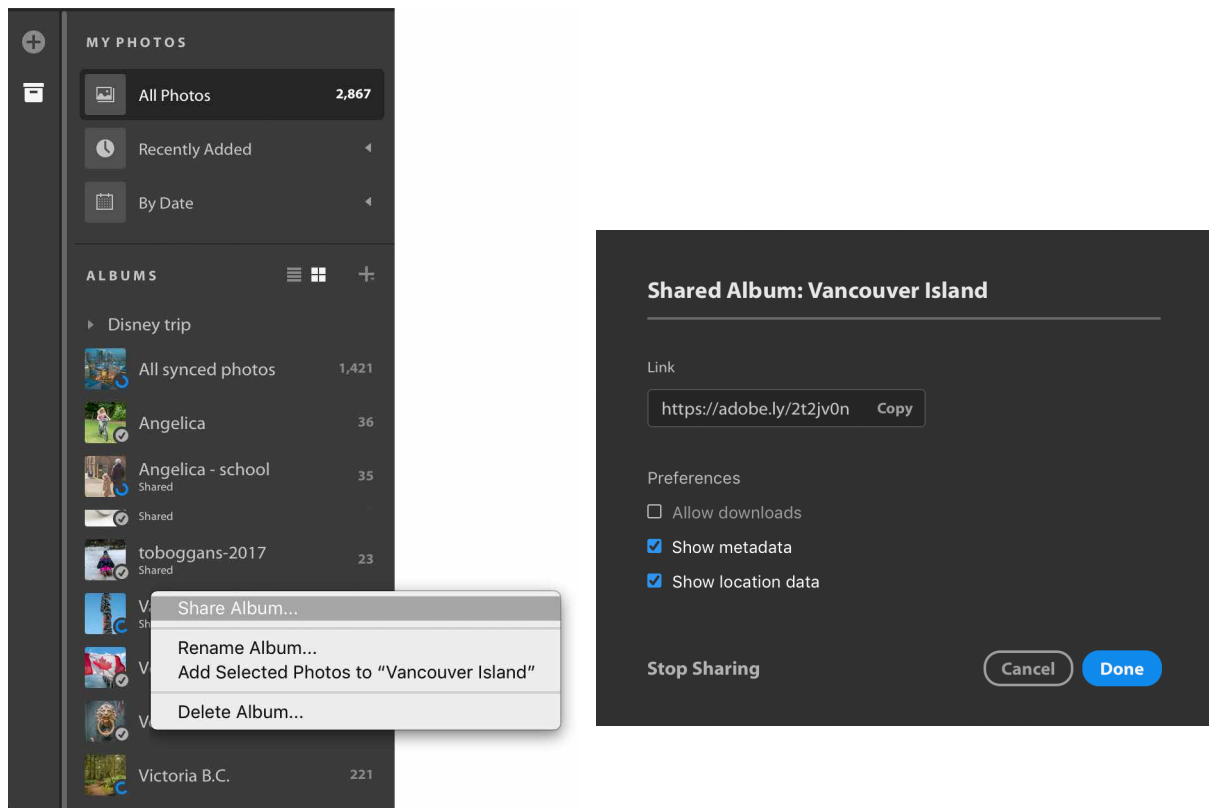 MY PHOTOS
All Photos 2,867
Recently Added
By Date
ALBUMS
Disney trip
All synced photos 1,421
Angelica 36
Angelica - school 35
Shared
Shared
toboggans-2017 23
Shared
Share Album...
Rename Album...
Add Selected Photos to “Vancouver Island”
Delete Album...
Victoria B.C. 221
Shared Album: Vancouver Island
Link
https://adobe.ly/2t2jv0n Copy
Preferences
Allow downloads
Show metadata
Show location data
Stop Sharing Cancel Done